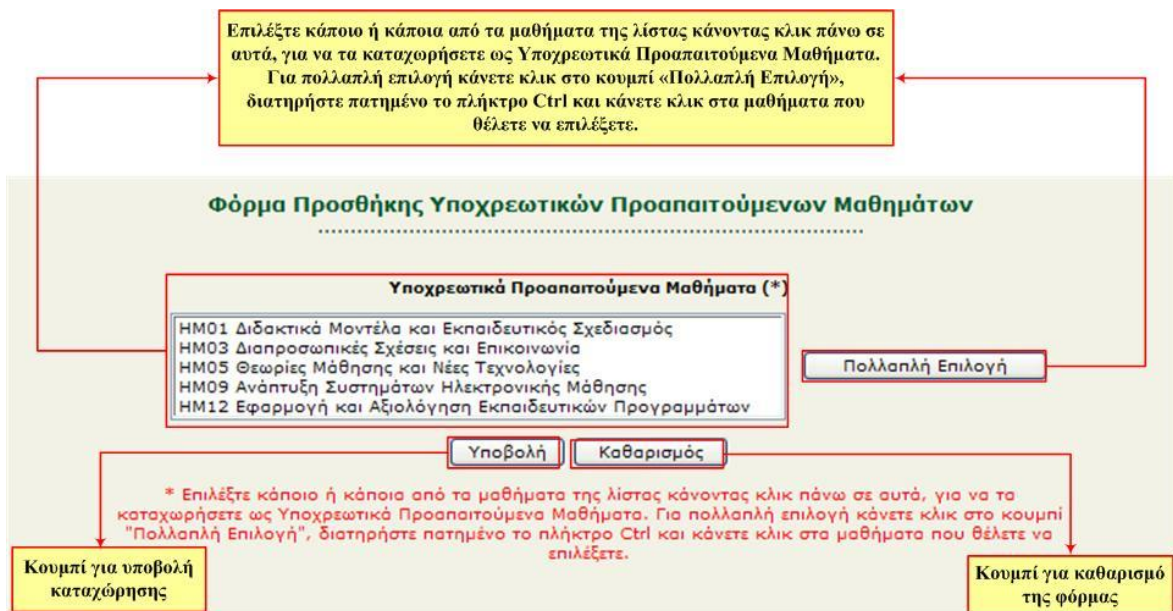 Επιλέξτε κάποιο ή κάποια από τα μαθήματα της λίστας κάνοντας κλικ πάνω σε
αυτά, για να τα καταχωρήσετε ως Υποχρεωτικά Προαπαιτούμενα Μαθήματα.
Για πολλαπλή επιλογή κάνετε κλικ στο κουμπί «Πολλαπλή Επιλογή»,
διατηρήστε πατημένο το πλήκτρο Ctrl και κάνετε κλικ στα μαθήματα που
θέλετε να επιλέξετε.
Φόρμα Προσθήκης Υποχρεωτικών Προαπαιτούμενων Μαθημάτων
Υποχρεωτικά Προαπαιτούμενα Μαθήματα (*)
ΗΜ01 Διδακτικά Μοντέλα και Εκπαιδευτικός Σχεδιασμός
ΗΜ03 Διαπροσωπικές Σχέσεις και Επικοινωνία
ΗΜ05 Θεωρίες Μάθησης και Νέες Τεχνολογίες
ΗΜ09 Ανάπτυξη Συστημάτων Ηλεκτρονικής Μάθησης
ΗΜ12 Εφαρμογή και Αξιολόγηση Εκπαιδευτικών Προγραμμάτων
Πολλαπλή Επιλογή
Υποβολή Καθαρισμός
* Επιλέξτε κάποιο ή κάποια από τα μαθήματα της λίστας κάνοντας κλικ πάνω σε αυτά, για να τα
καταχωρήσετε ως Υποχρεωτικά Προαπαιτούμενα Μαθήματα. Για πολλαπλή επιλογή κάνετε κλικ στο κουμπί
"Πολλαπλή Επιλογή", διατηρήστε πατημένο το πλήκτρο Ctrl και κάνετε κλικ στα μαθήματα που θέλετε να
επιλέξετε.
Κουμπί για υποβολή
καταχώρησης
Κουμπί για καθαρισμό
της φόρμας